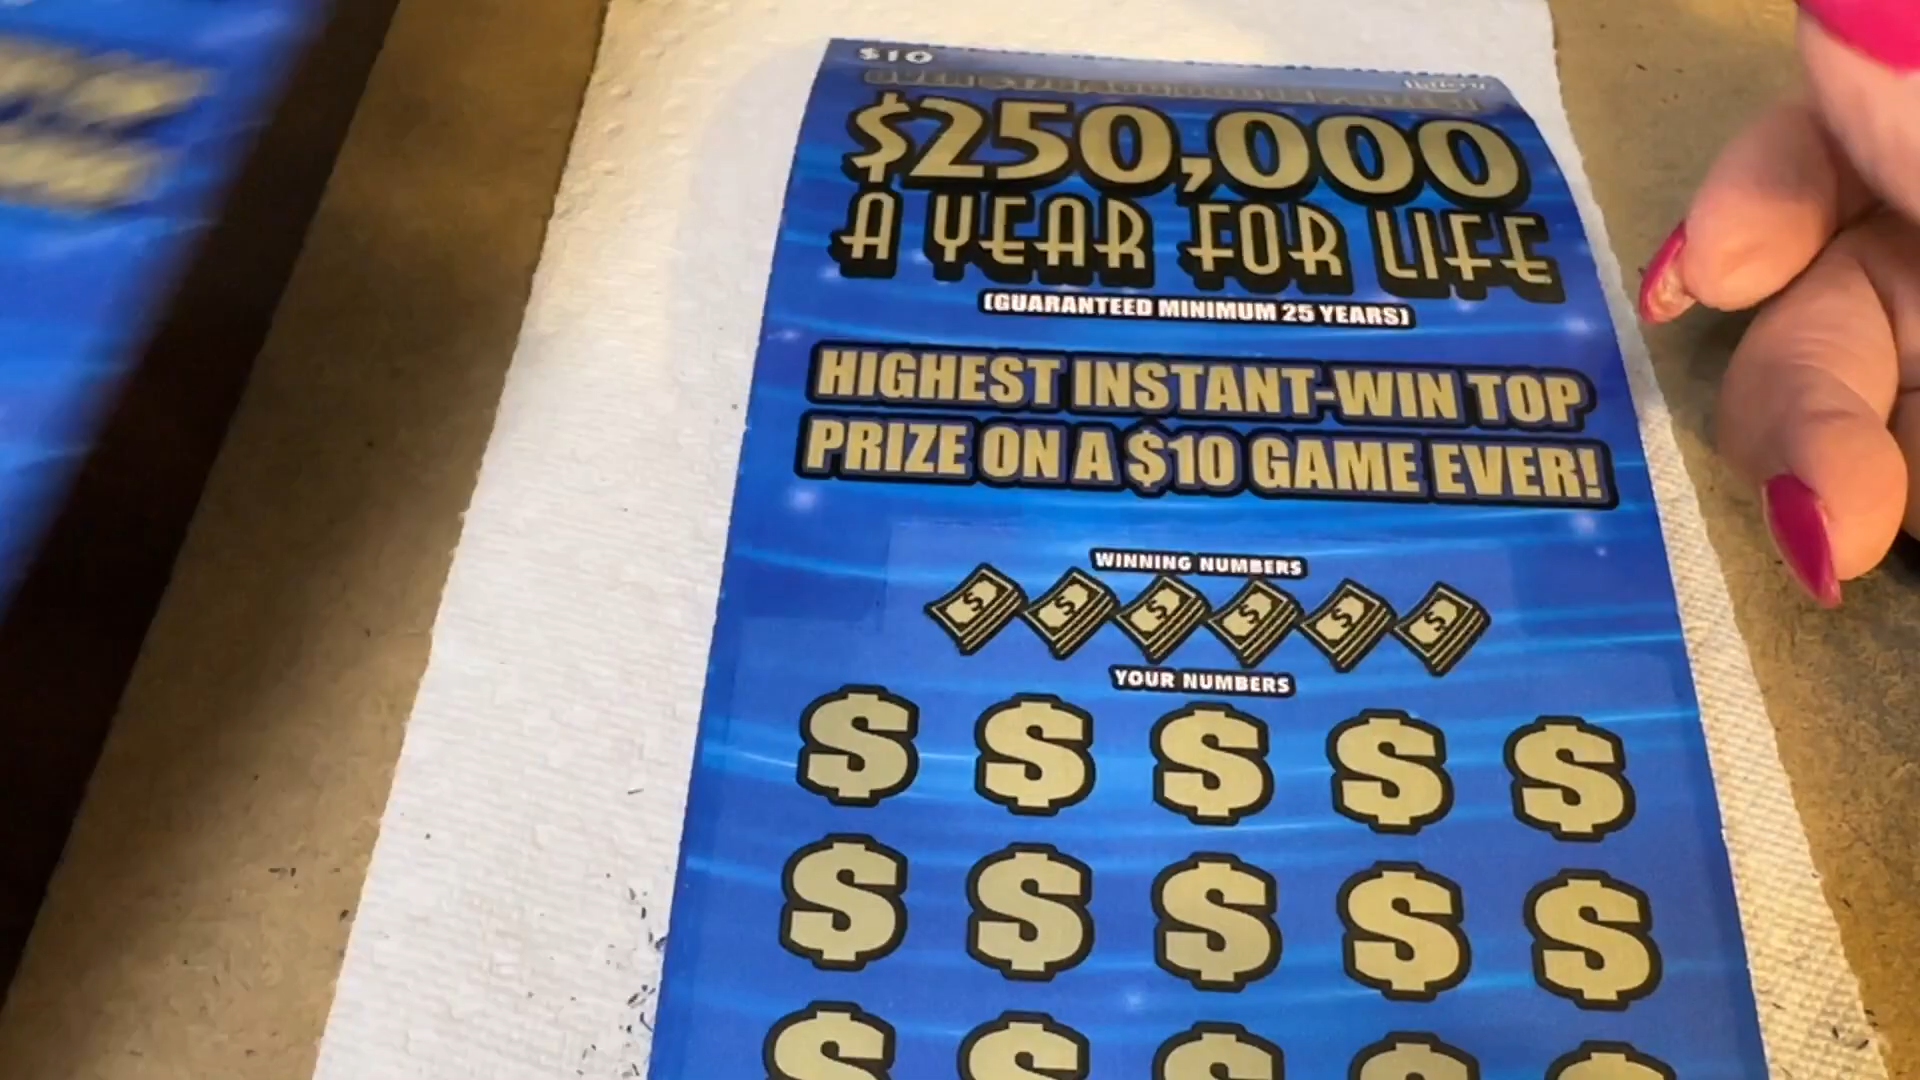 $10
$250,000
A YEAR FOR LIFE
(GUARANTEED MINIMUM 25 YEARS)
HIGHEST INSTANT-WIN TOP
PRIZE ON A $10 GAME EVER!
WINNING NUMBERS
$ $ $ $ $ $
YOUR NUMBERS
$ $ $ $ $
$ $ $ $ $
$ $ $ $ $